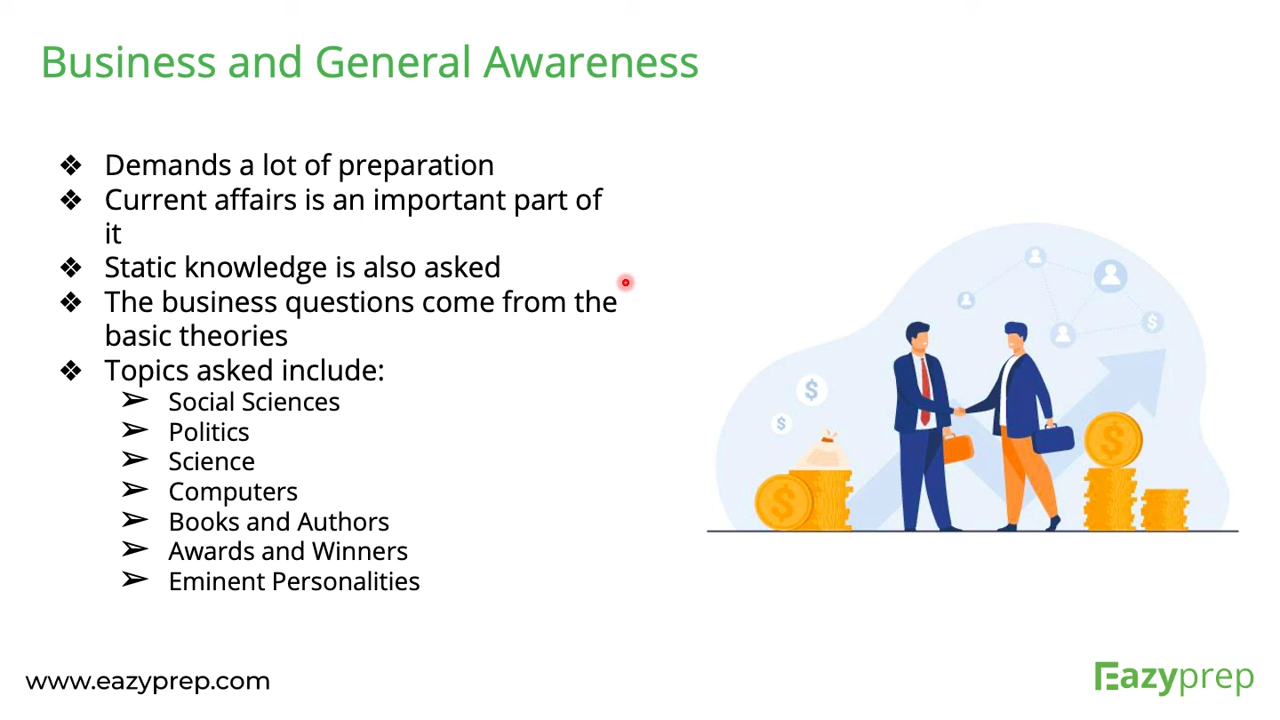 Business and General Awareness
❖ Demands a lot of preparation
❖ Current affairs is an important part of
it
❖ Static knowledge is also asked
❖ The business questions come from the
basic theories
❖ Topics asked include:
➢ Social Sciences
➢ Politics
➢ Science
➢ Computers
➢ Books and Authors
➢ Awards and Winners
➢ Eminent Personalities
$
$
$
$
$
www.eazyprep.com
Eazyprep